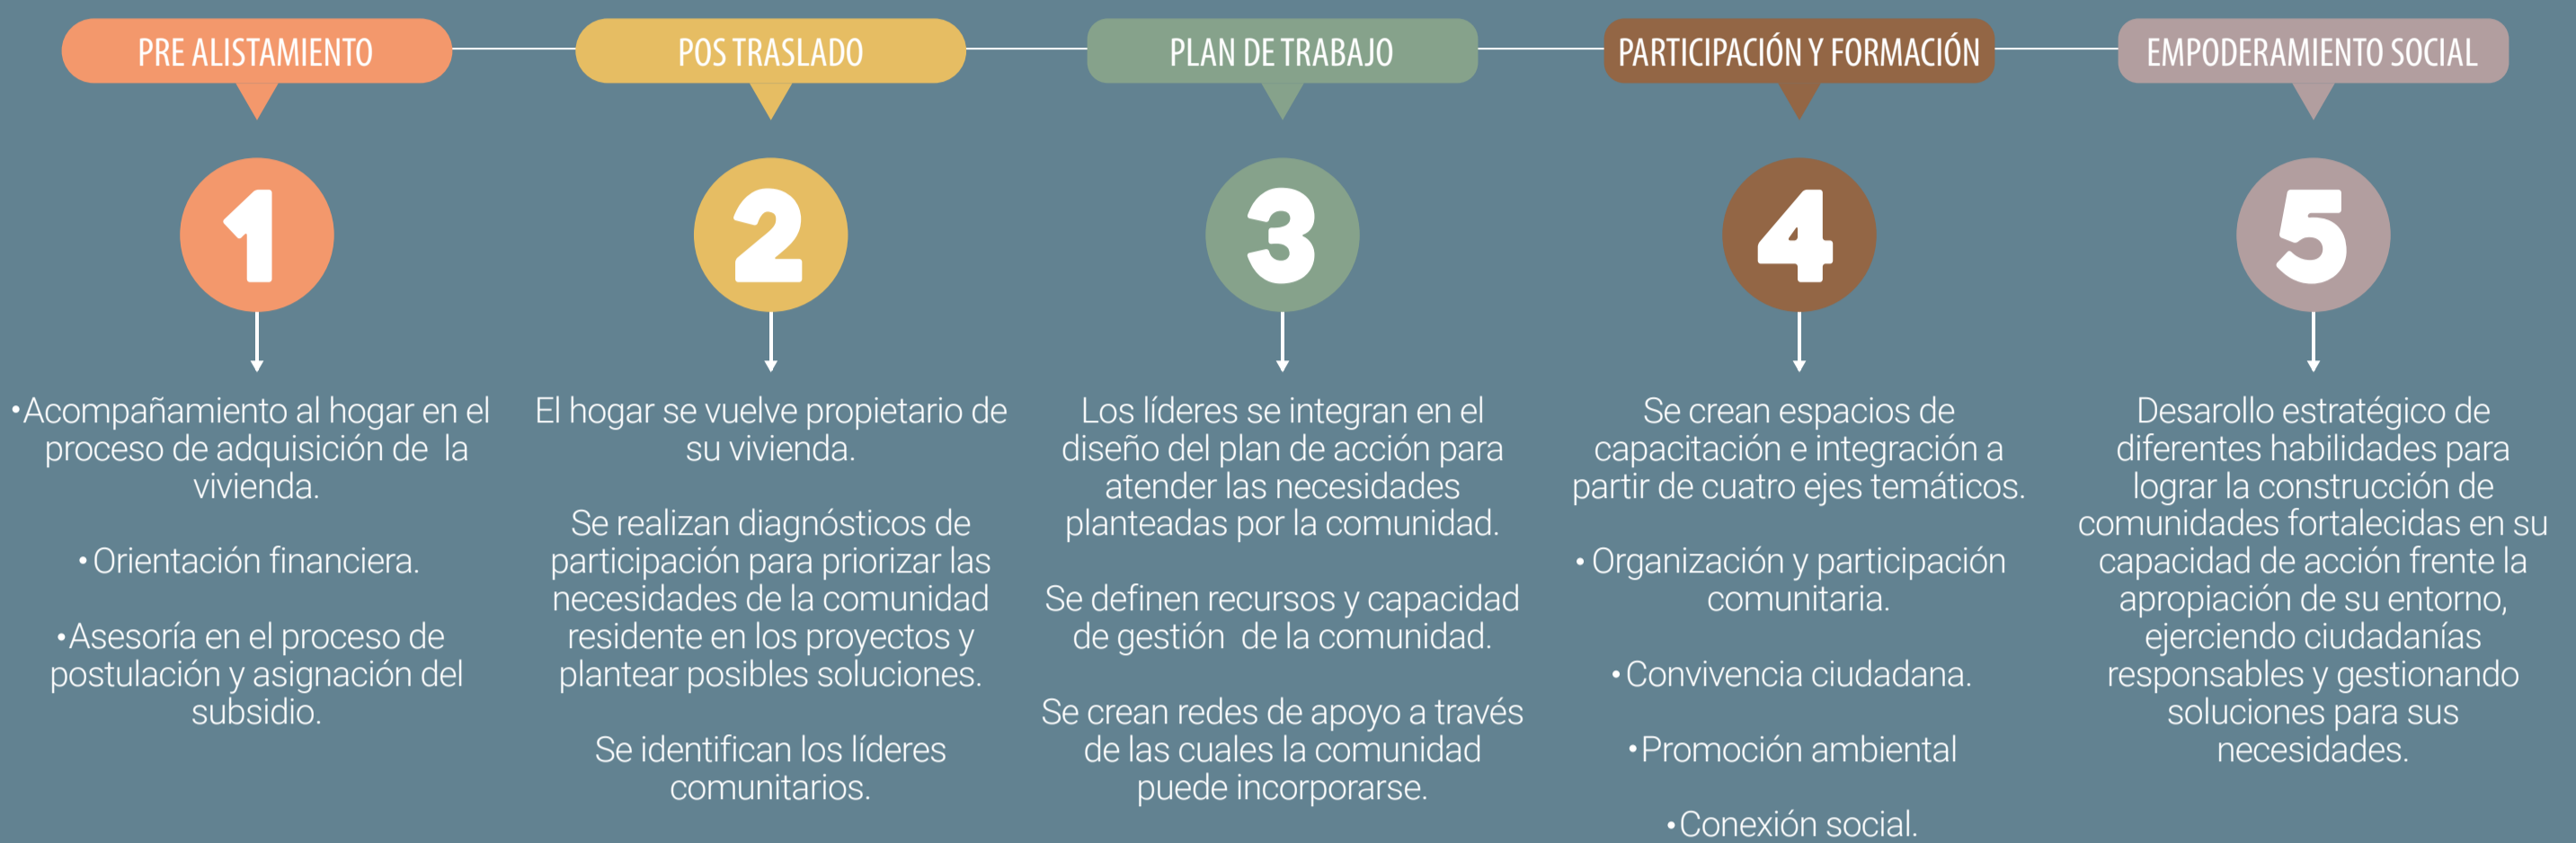 PRE ALISTAMIENTO
1
•Acompañamiento al hogar en el
proceso de adquisición de la
vivienda.
• Orientación financiera.
•Asesoría en el proceso de
postulación y asignación del
subsidio.
POS TRASLADO
2
El hogar se vuelve propietario de
su vivienda.
Se realizan diagnósticos de
participación para priorizar las
necesidades de la comunidad
residente en los proyectos y
plantear posibles soluciones.
Se identifican los líderes
comunitarios.
PLAN DE TRABAJO
3
Los líderes se integran en el
diseño del plan de acción para
atender las necesidades
planteadas por la comunidad.
Se definen recursos y capacidad
de gestión de la comunidad.
Se crean redes de apoyo a través
de las cuales la comunidad
puede incorporarse.
PARTICIPACIÓN Y FORMACIÓN
4
Se crean espacios de
capacitación e integración a
partir de cuatro ejes temáticos.
• Organización y participación
comunitaria.
• Convivencia ciudadana.
•Promoción ambiental
•Conexión social.
EMPODERAMIENTO SOCIAL
5
Desarollo estratégico de
diferentes habilidades para
lograr la construcción de
comunidades fortalecidas en su
capacidad de acción frente la
apropiación de su entorno,
ejerciendo ciudadanías
responsables y gestionando
soluciones para sus
necesidades.